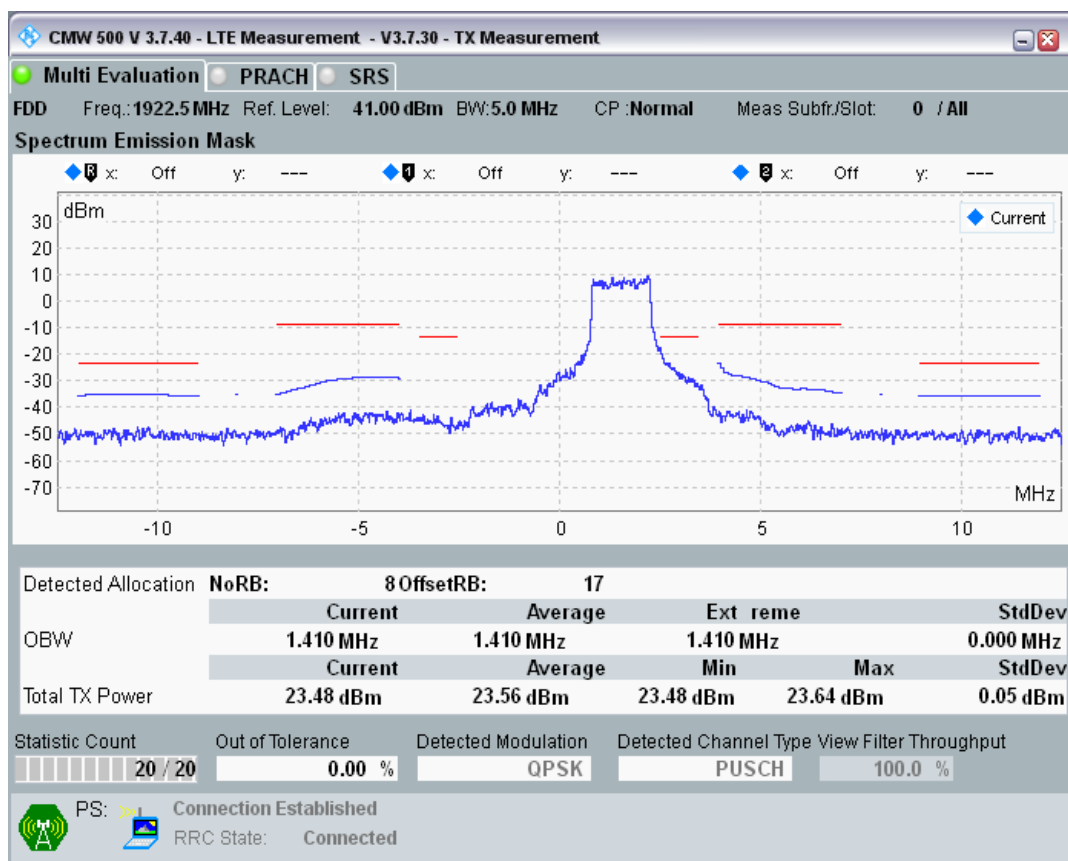 CMW 500 V 3.7.40 - LTE Measurement - V3.7.30 - TX Measurement
Multi Evaluation PRACH SRS
FDD Freq.: 1922.5 MHz Ref. Level: 41.00 dBm BW: 5.0 MHz CP : Normal Meas Subfr./Slot: 0 / All
Spectrum Emission Mask
R x: Off y: --- 1 x: Off y: --- 2 x: Off y: ---
dBm
Current
30
20
10
0
-10
-20
-30
-40
-50
-60
-70
MHz
-10 -5 0 5 10
Detected Allocation NoRB: 8 OffsetRB: 17
Current Average Ext reme StdDev
OBW 1.410 MHz 1.410 MHz 1.410 MHz 0.000 MHz
Current Average Min Max StdDev
Total TX Power 23.48 dBm 23.56 dBm 23.48 dBm 23.64 dBm 0.05 dBm
Statistic Count Out of Tolerance Detected Modulation Detected Channel Type View Filter Throughput
20 / 20 0.00 % QPSK PUSCH 100.0 %
PS: Connection Established
RRC State: Connected